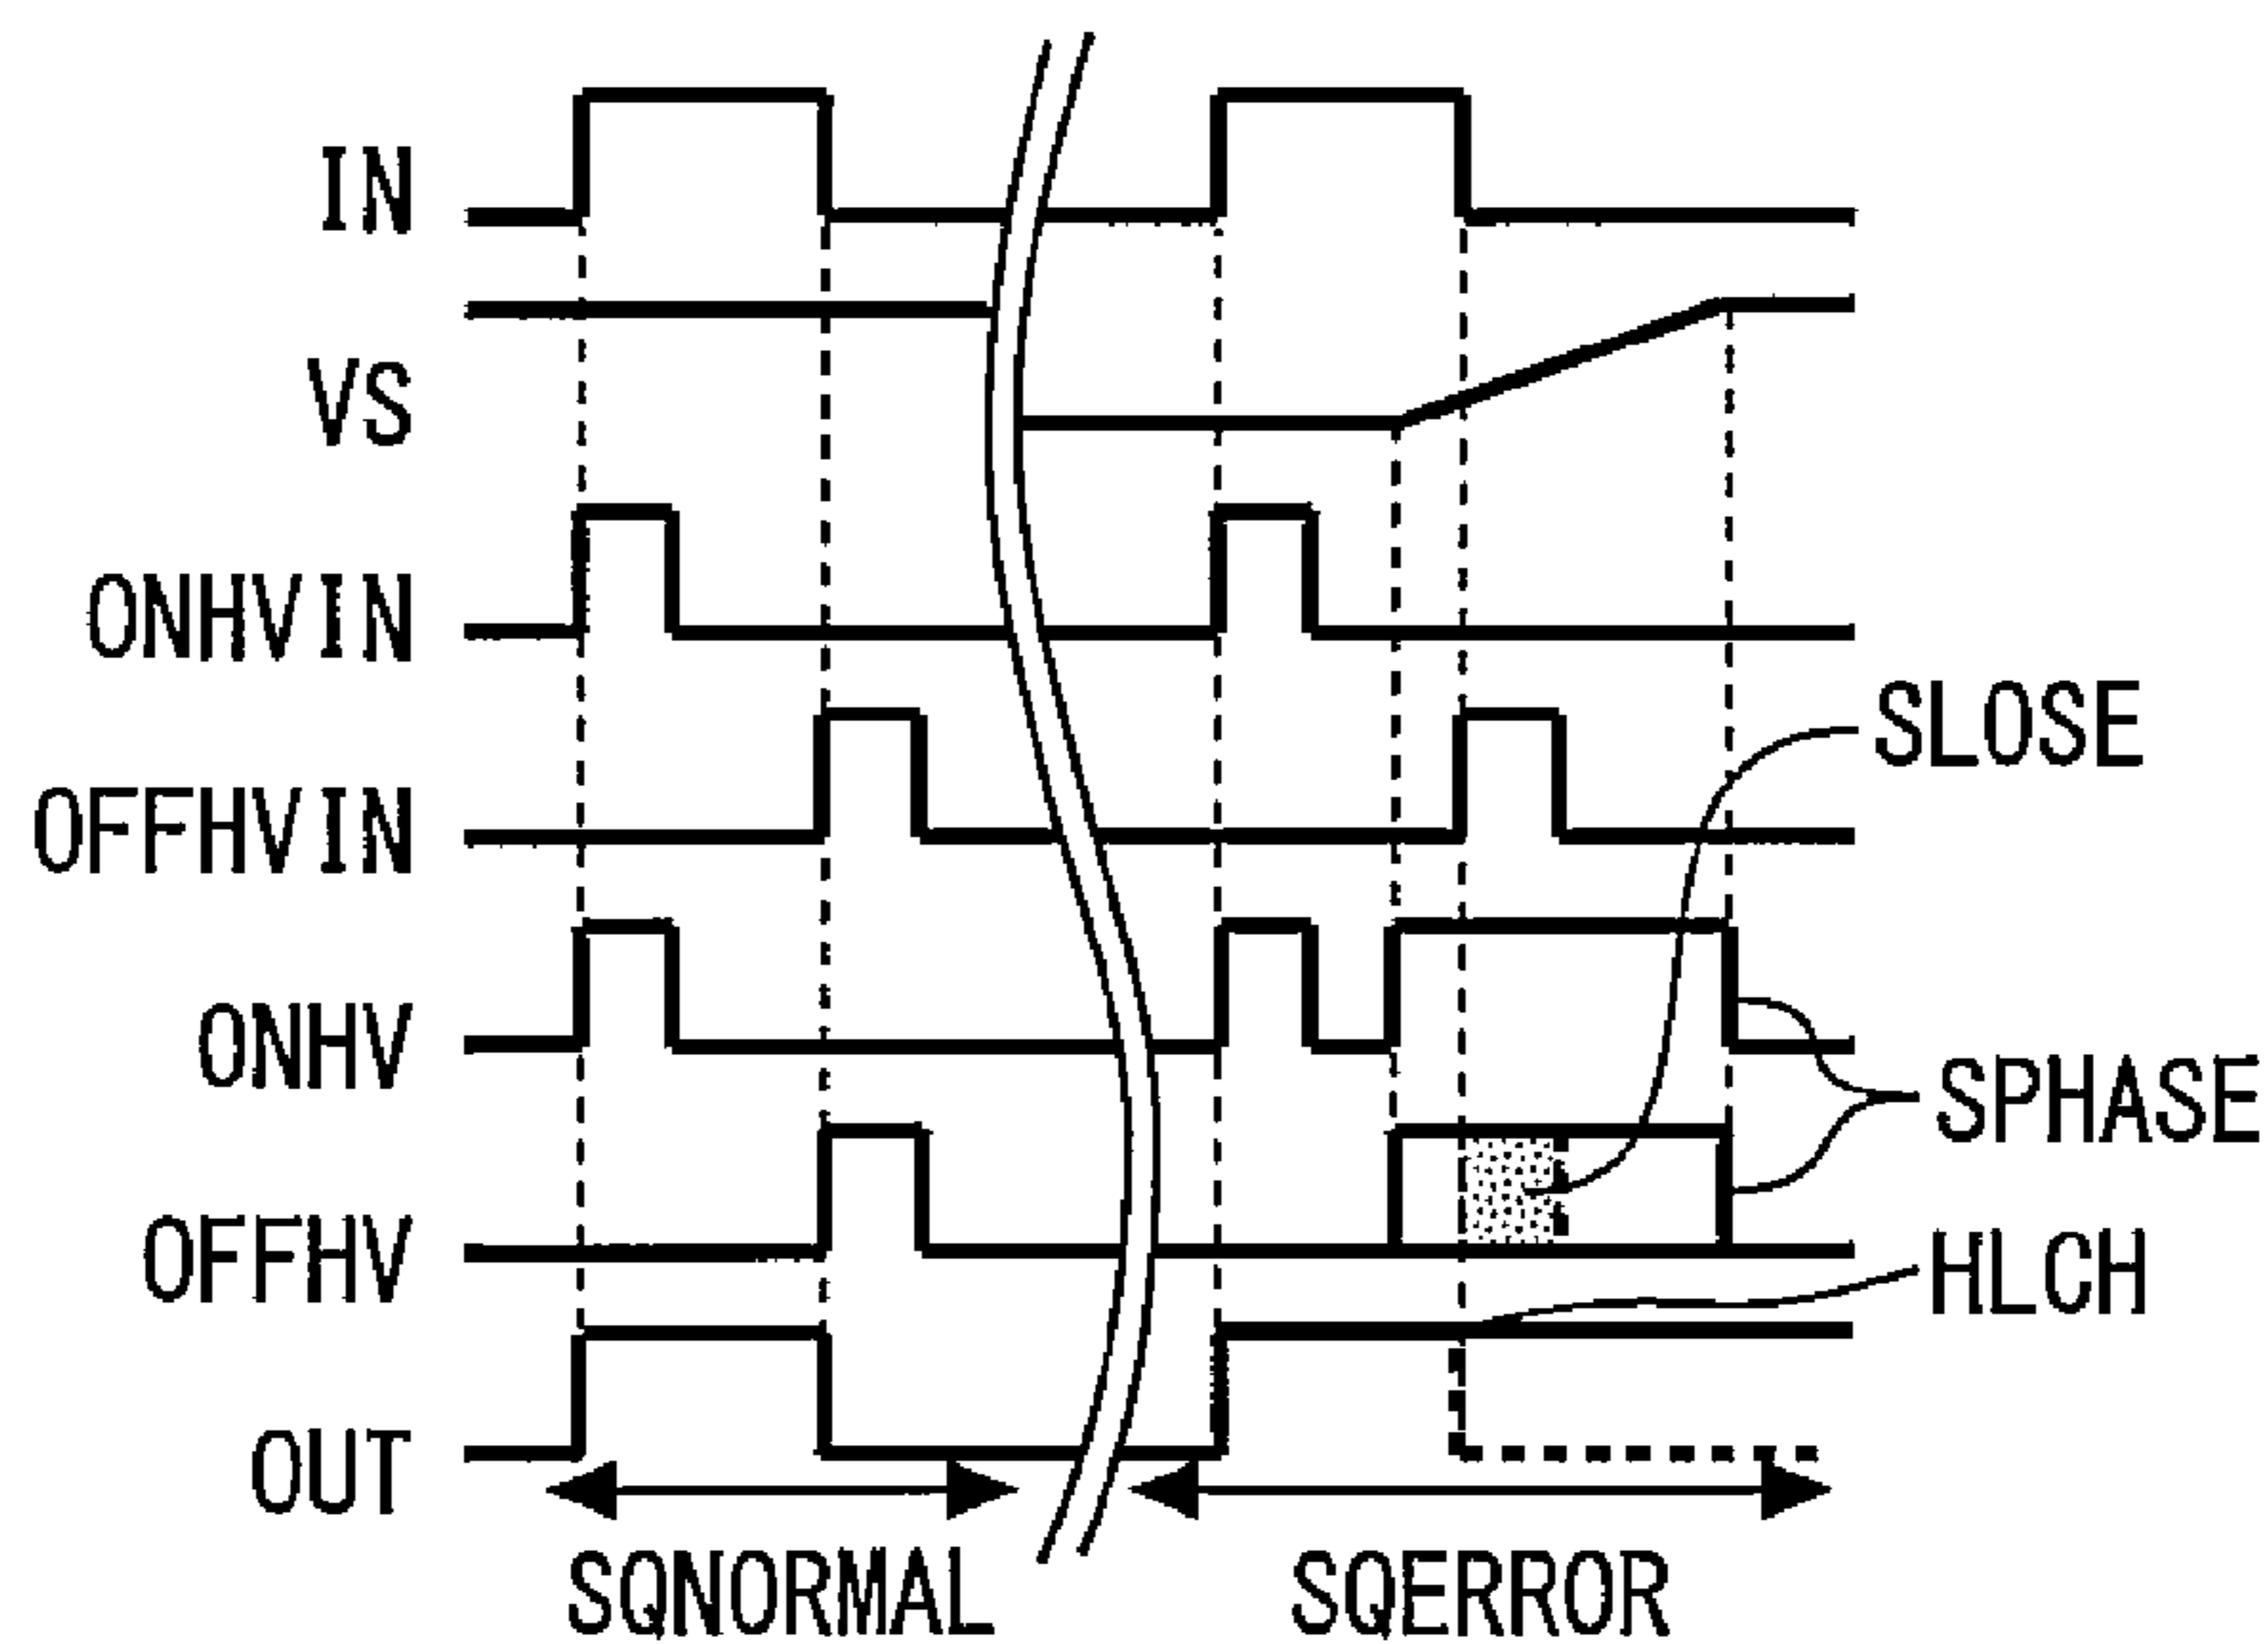 IN
VS
ONHVIN
SLOSE
OFFHVIN
ONHV
SPHASE
OFFHV
HLCH
OUT
SQNORMAL
SQERROR